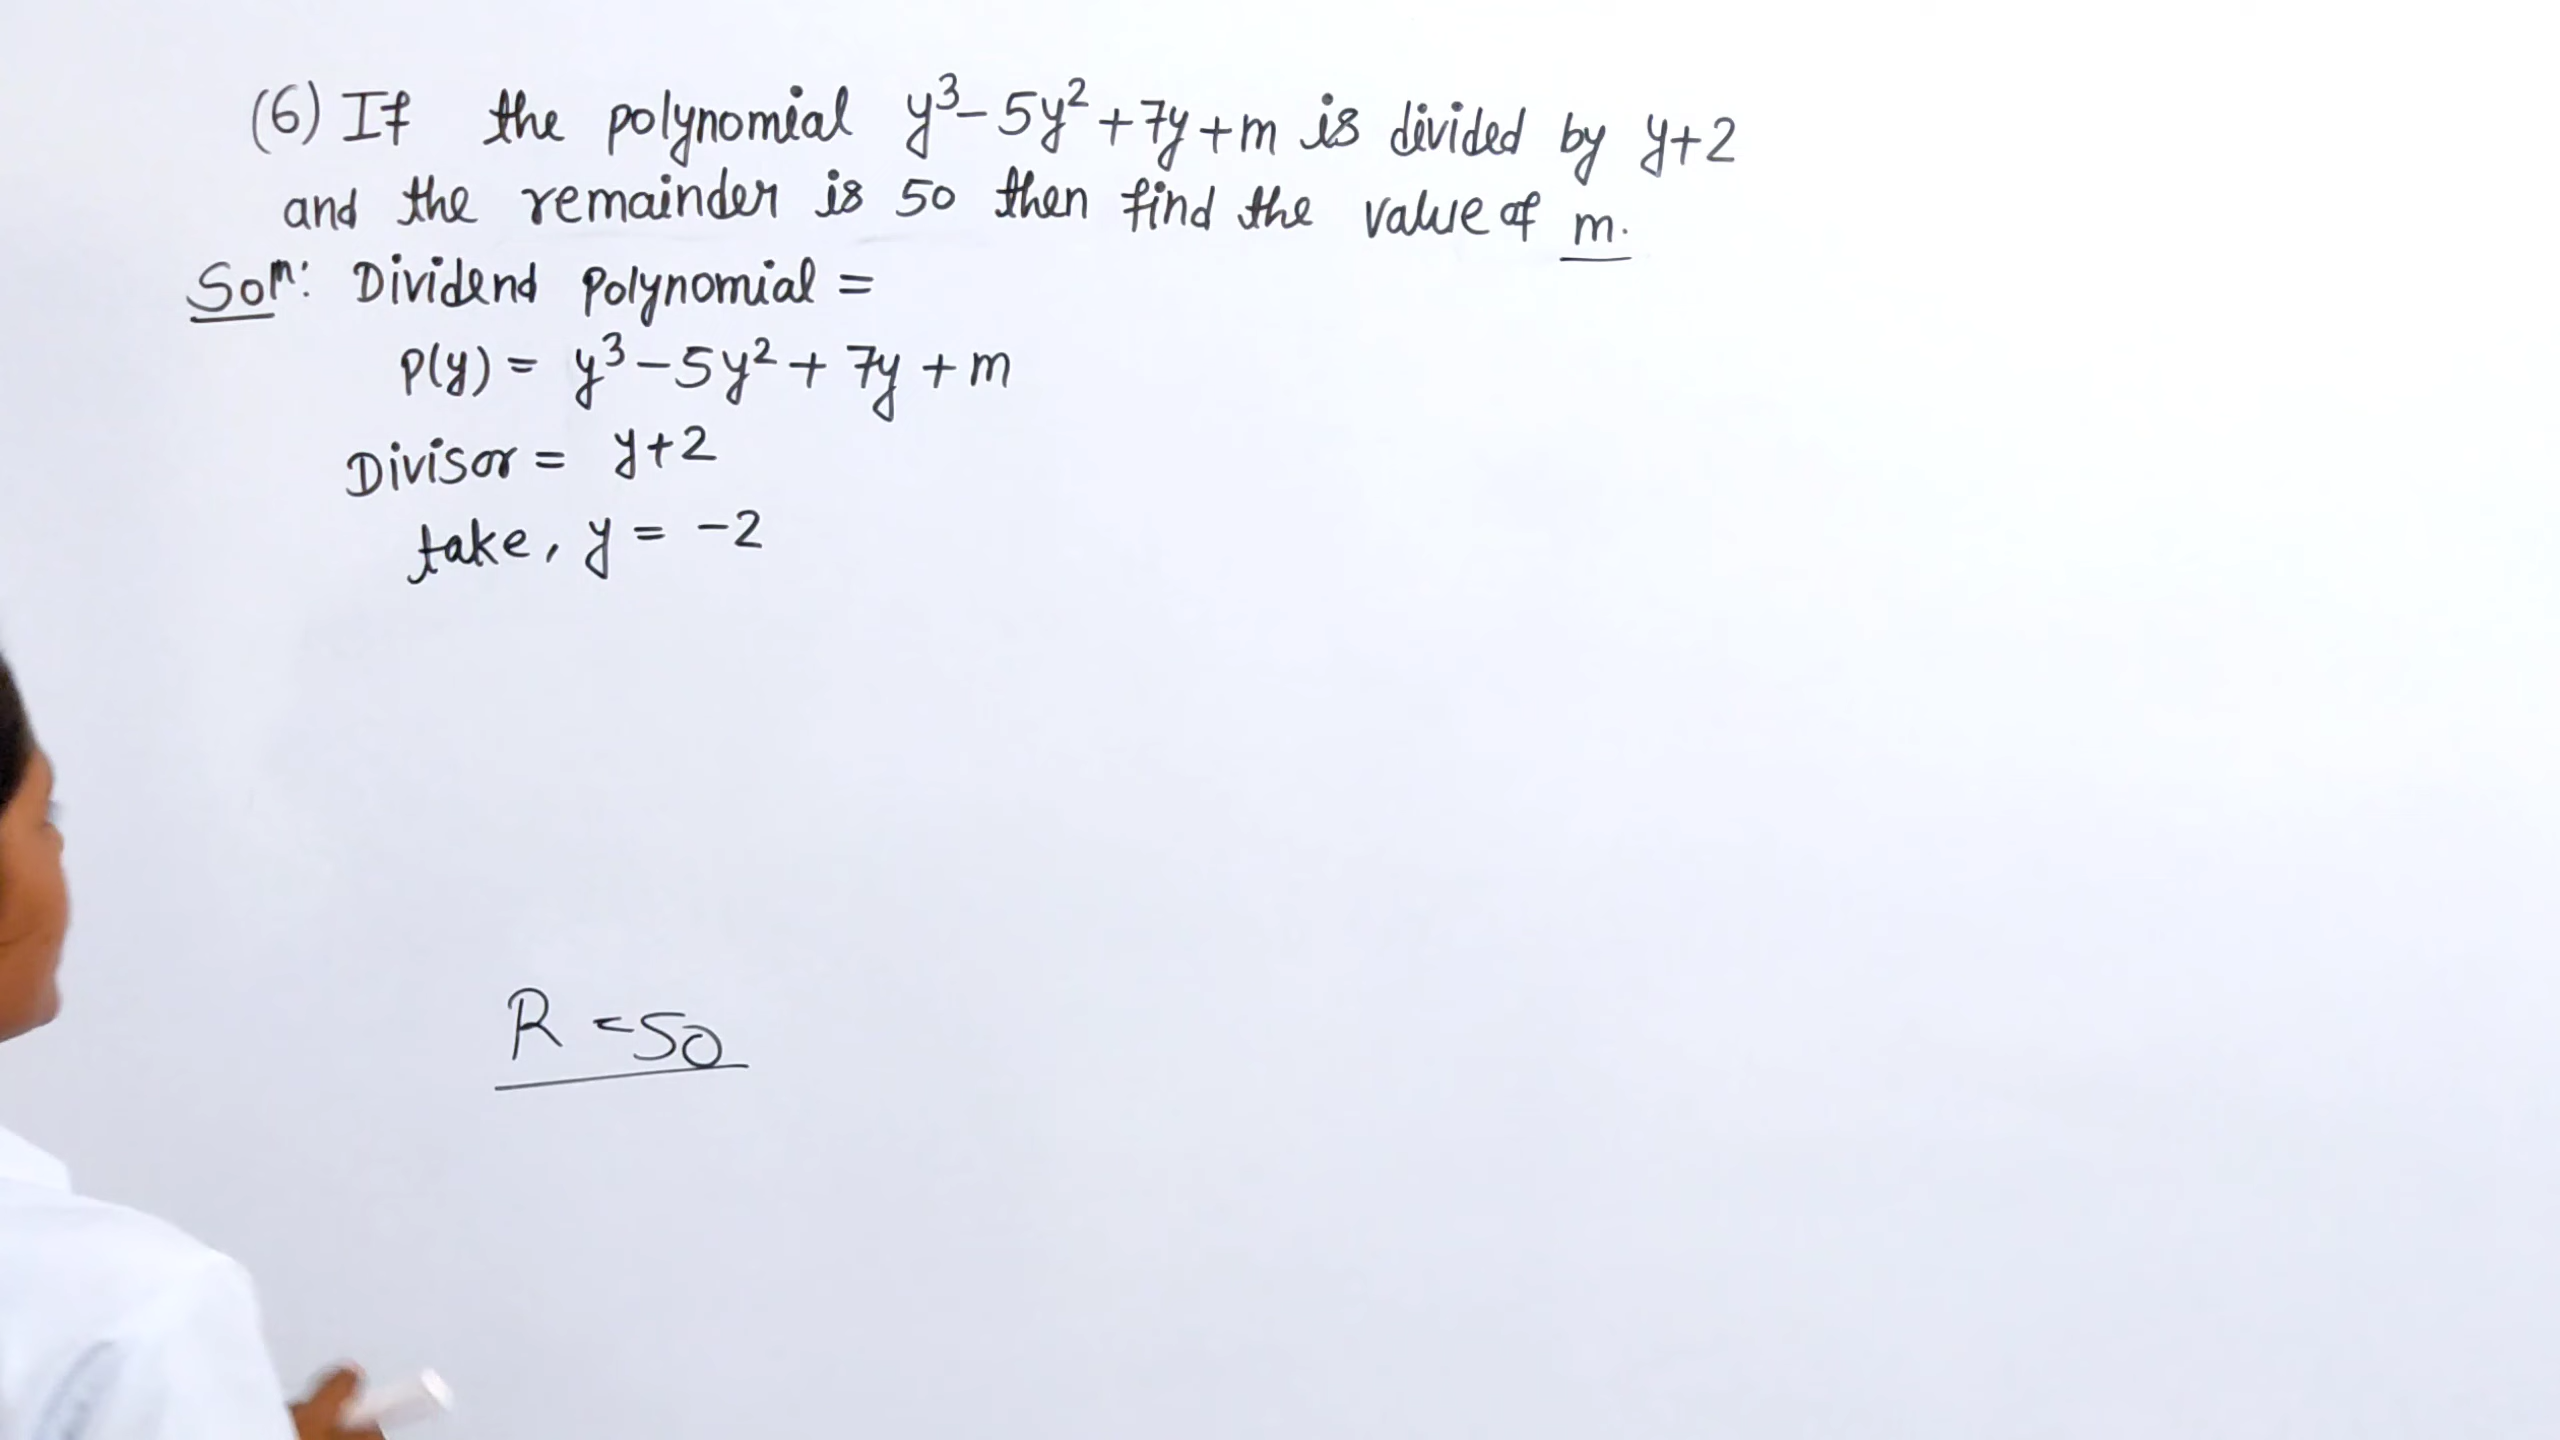 (6) If the polynomial y³-5y²+7y+m is divided by y+2
and the remainder is 50 then find the value of m.
Solⁿ: Dividend polynomial =
p(y) = y³-5y²+7y+m
Divisor = y+2
take, y = -2
R = 50